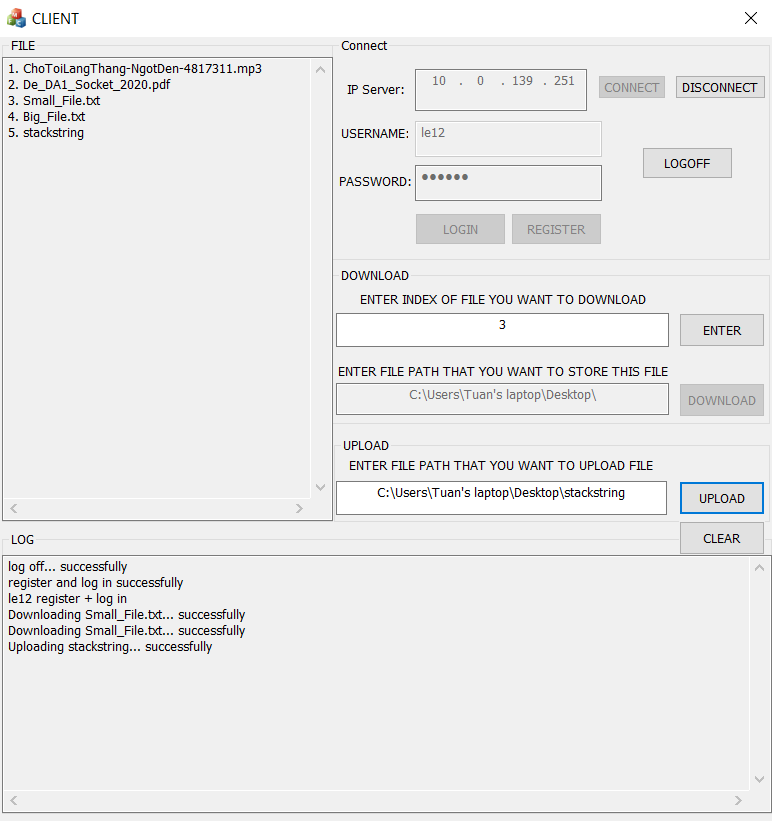 CLIENT
FILE
1. ChoToiLangThang-NgotDen-4817311.mp3
2. De_DA1_Socket_2020.pdf
3. Small_File.txt
4. Big_File.txt
5. stackstring
Connect
IP Server: 10 . 0 . 139 . 251 CONNECT DISCONNECT
USERNAME: le12
LOGOFF
PASSWORD: ●●●●●●
LOGIN REGISTER
DOWNLOAD
ENTER INDEX OF FILE YOU WANT TO DOWNLOAD
3 ENTER
ENTER FILE PATH THAT YOU WANT TO STORE THIS FILE
C:\Users\Tuan's laptop\Desktop\ DOWNLOAD
UPLOAD
ENTER FILE PATH THAT YOU WANT TO UPLOAD FILE
C:\Users\Tuan's laptop\Desktop\stackstring UPLOAD
LOG CLEAR
log off... successfully
register and log in successfully
le12 register + log in
Downloading Small_File.txt... successfully
Downloading Small_File.txt... successfully
Uploading stackstring... successfully